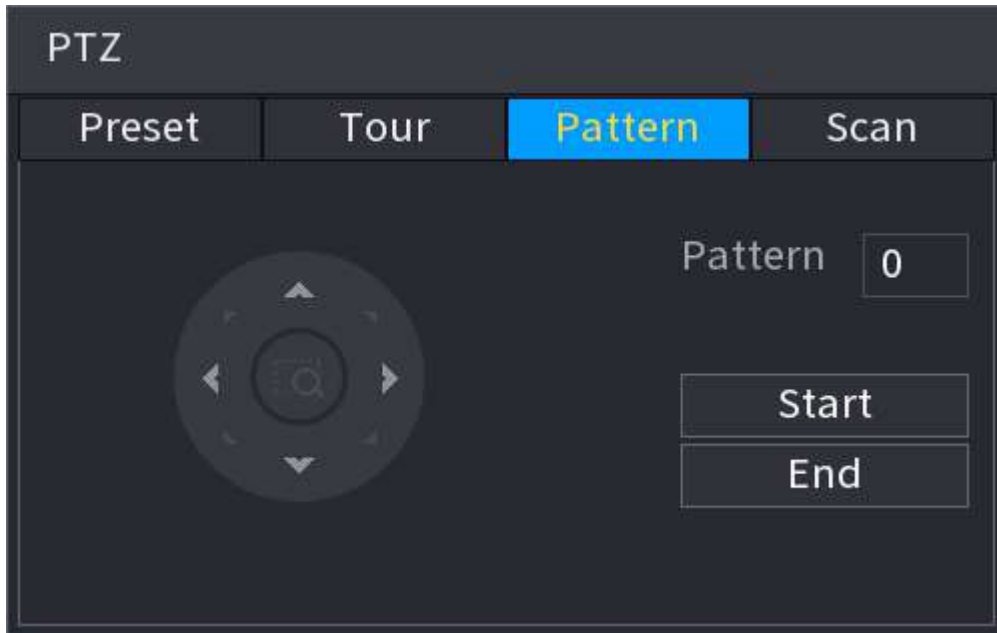 PTZ
Preset Tour Pattern Scan
Pattern 0
Start
End